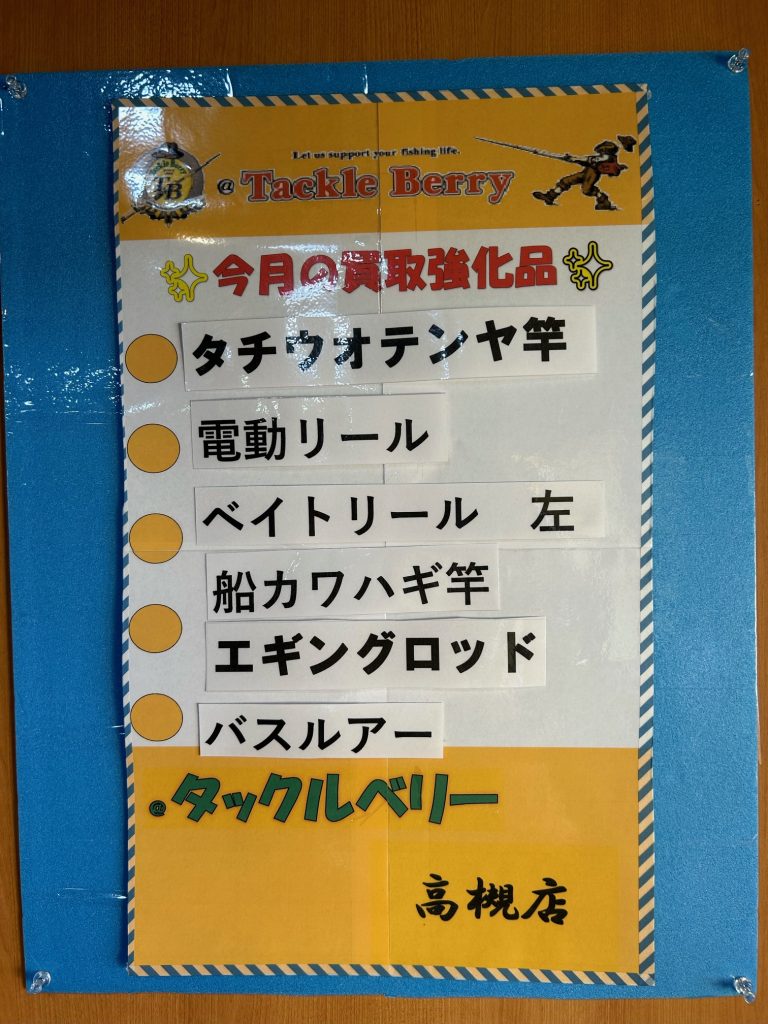 Let us support your fishing life.
TB
@ Tackle Berry
今月の買取強化品
タチウオテンヤ竿
電動リール
ベイトリール 左
船カワハギ竿
エギングロッド
バスルアー
@タックルベリー
高槻店